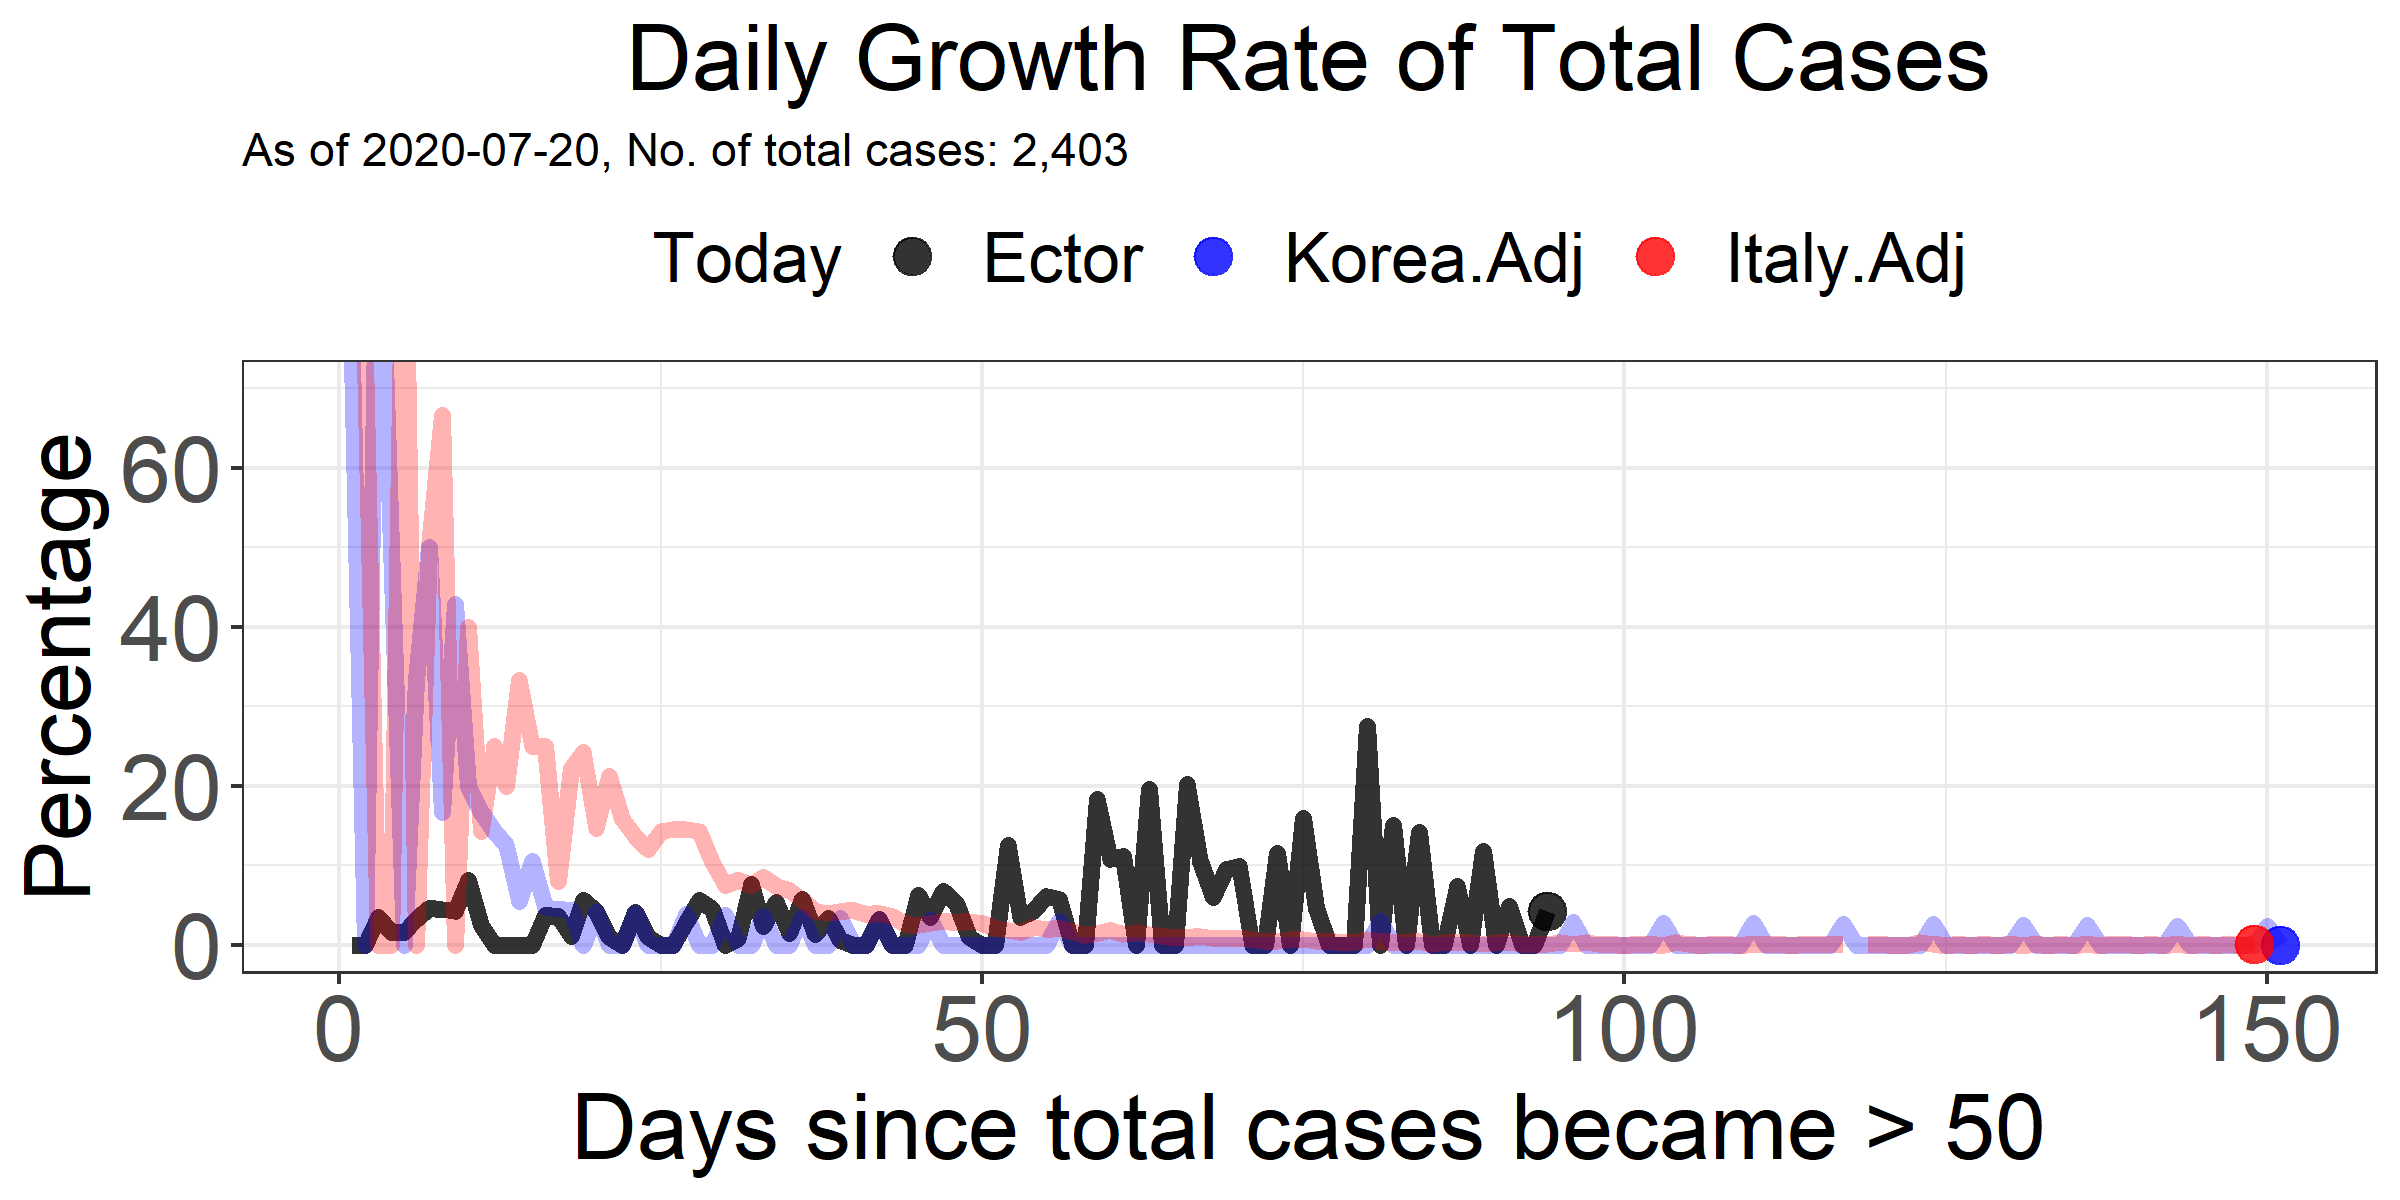 Daily Growth Rate of Total Cases
As of 2020-07-20, No. of total cases: 2,403
Today Ector Korea.Adj Italy.Adj
Percentage
60
40
20
0
0 50 100 150
Days since total cases became > 50